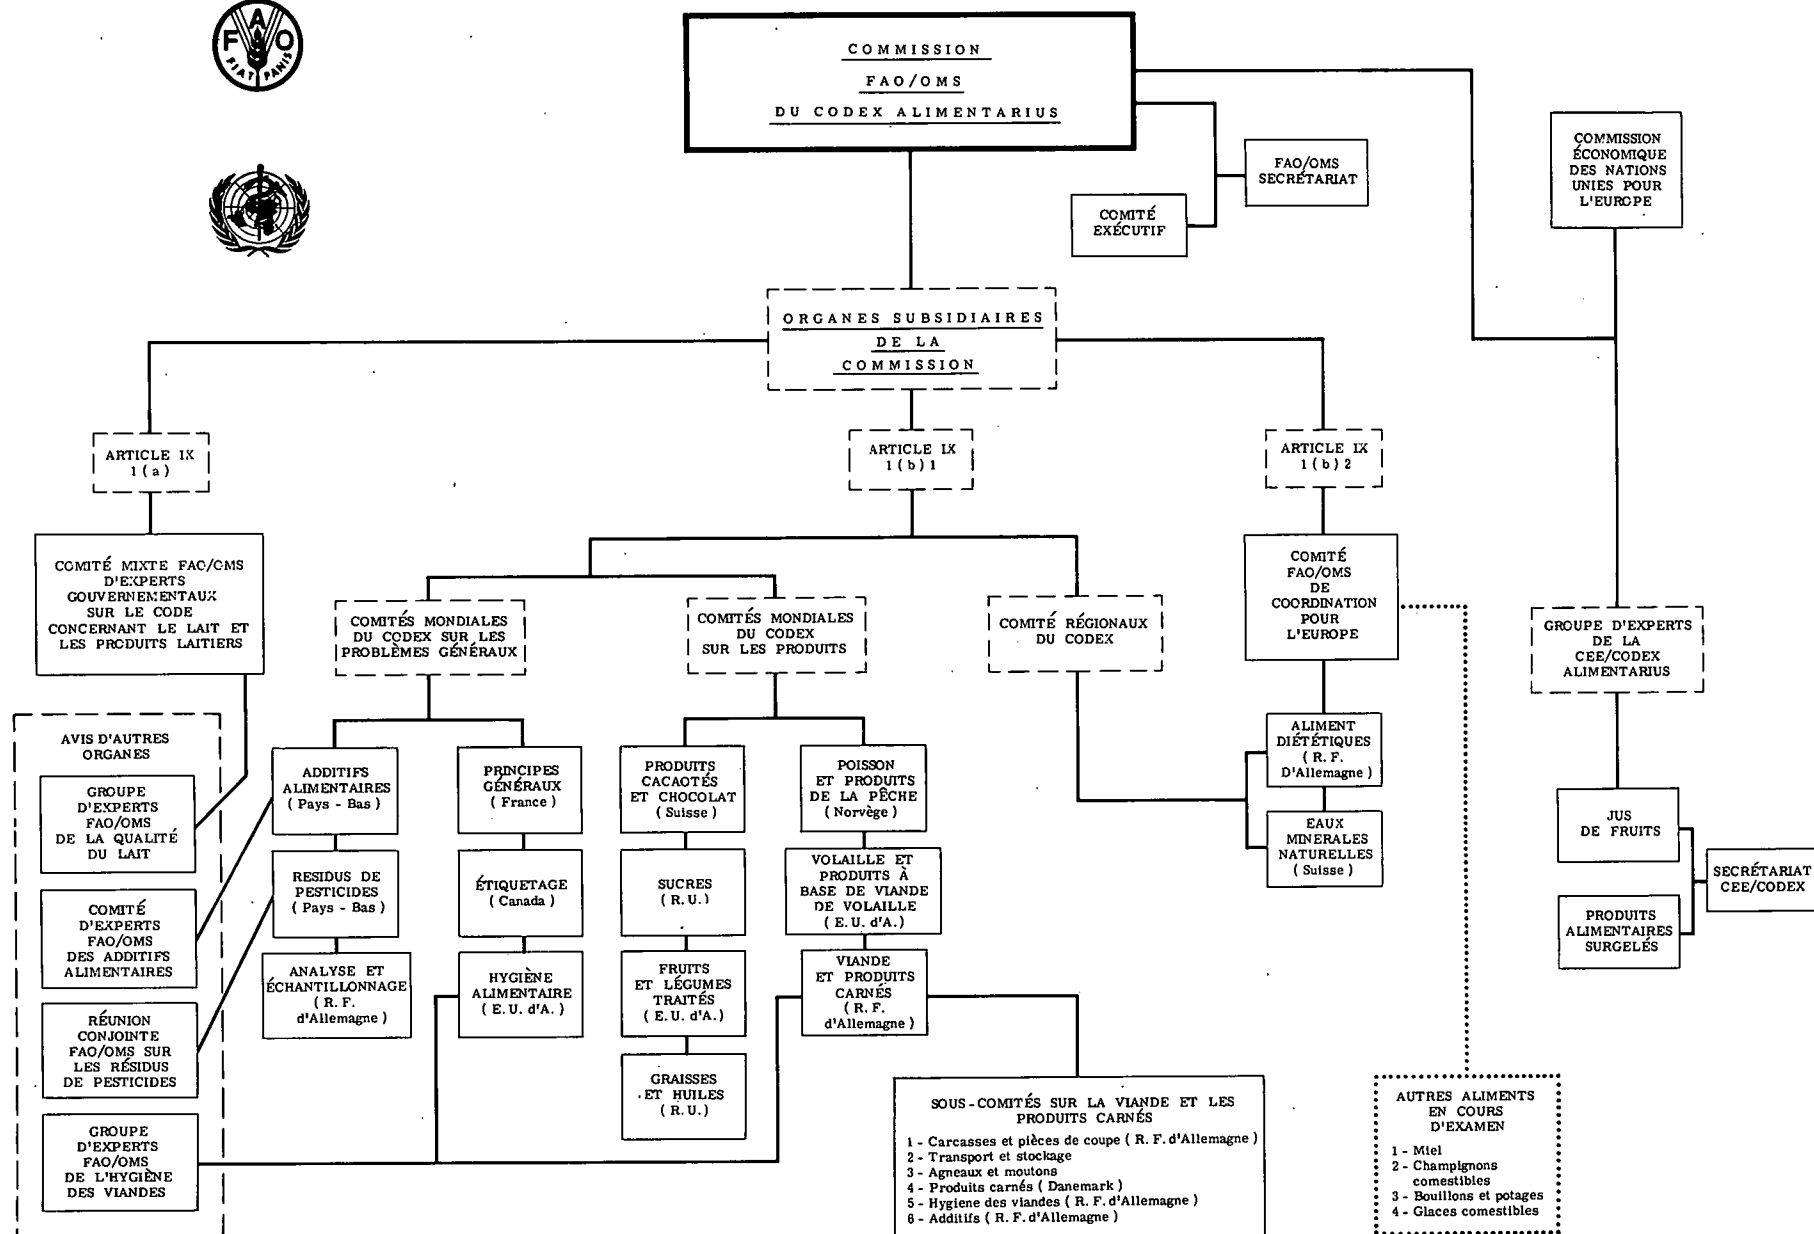 F A O
FIAT PANIS
COMMISSION
FAO/OMS
DU CODEX ALIMENTARIUS
FAO/OMS
SECRÉTARIAT
COMITÉ
EXÉCUTIF
COMMISSION
ÉCONOMIQUE
DES NATIONS
UNIES POUR
L'EUROPE
ORGANES SUBSIDIAIRES
DE LA
COMMISSION
ARTICLE IX
1 ( a )
ARTICLE IX
1 ( b ) 1
ARTICLE IX
1 ( b ) 2
COMITÉ MIXTE FAO/OMS
D'EXPERTS
GOUVERNEMENTAUX
SUR LE CODE
CONCERNANT LE LAIT ET
LES PRODUITS LAITIERS
COMITÉS MONDIALES
DU CODEX SUR LES
PROBLÈMES GÉNÉRAUX
COMITÉS MONDIALES
DU CODEX
SUR LES PRODUITS
COMITÉ RÉGIONAUX
DU CODEX
COMITÉ
FAO/OMS
DE
COORDINATION
POUR
L'EUROPE
GROUPE D'EXPERTS
DE LA
CEE/CODEX
ALIMENTARIUS
AVIS D'AUTRES
ORGANES
GROUPE
D'EXPERTS
FAO/OMS
DE LA QUALITÉ
DU LAIT
COMITÉ
D'EXPERTS
FAO/OMS
DES ADDITIFS
ALIMENTAIRES
RÉUNION
CONJOINTE
FAO/OMS SUR
LES RÉSIDUS
DE PESTICIDES
GROUPE
D'EXPERTS
FAO/OMS
DE L'HYGIÈNE
DES VIANDES
ADDITIFS
ALIMENTAIRES
( Pays - Bas )
RESIDUS DE
PESTICIDES
( Pays - Bas )
ANALYSE ET
ÉCHANTILLONNAGE
( R. F.
d'Allemagne )
PRINCIPES
GÉNÉRAUX
( France )
ÉTIQUETAGE
( Canada )
HYGIÈNE
ALIMENTAIRE
( E. U. d'A. )
PRODUITS
CACAOTÉS
ET CHOCOLAT
( Suisse )
SUCRES
( R. U. )
FRUITS
ET LÉGUMES
TRAITÉS
( E. U. d'A. )
GRAISSES
ET HUILES
( R. U. )
POISSON
ET PRODUITS
DE LA PÊCHE
( Norvège )
VOLAILLE ET
PRODUITS À
BASE DE VIANDE
DE VOLAILLE
( E. U. d'A. )
VIANDE
ET PRODUITS
CARNÉS
( R. F.
d'Allemagne )
SOUS - COMITÉS SUR LA VIANDE ET LES
PRODUITS CARNÉS
1 - Carcasses et pièces de coupe ( R. F. d'Allemagne )
2 - Transport et stockage
3 - Agneaux et moutons
4 - Produits carnés ( Danemark )
5 - Hygiene des viandes ( R. F. d'Allemagne )
6 - Additifs ( R. F. d'Allemagne )
ALIMENT
DIÉTÉTIQUES
( R. F.
D'Allemagne )
EAUX
MINERALES
NATURELLES
( Suisse )
AUTRES ALIMENTS
EN COURS
D'EXAMEN
1 - Miel
2 - Champignons
comestibles
3 - Bouillons et potages
4 - Glaces comestibles
JUS
DE FRUITS
PRODUITS
ALIMENTAIRES
SURGELÉS
SECRÉTARIAT
CEE/CODEX